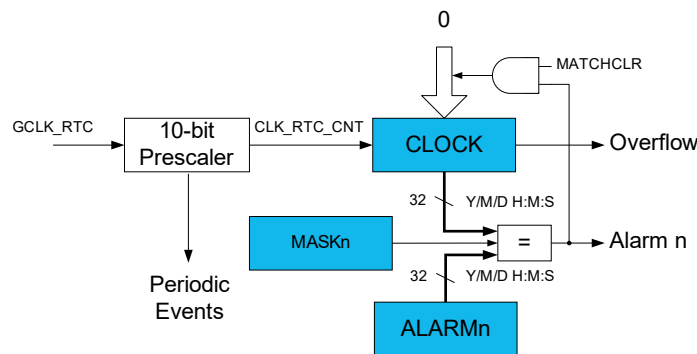 0
MATCHCLR
GCLK_RTC
10-bit
Prescaler
CLK_RTC_CNT
CLOCK
Overflow
32
Y/M/D H:M:S
MASKn
=
Alarm n
32
Y/M/D H:M:S
Periodic
Events
ALARMn